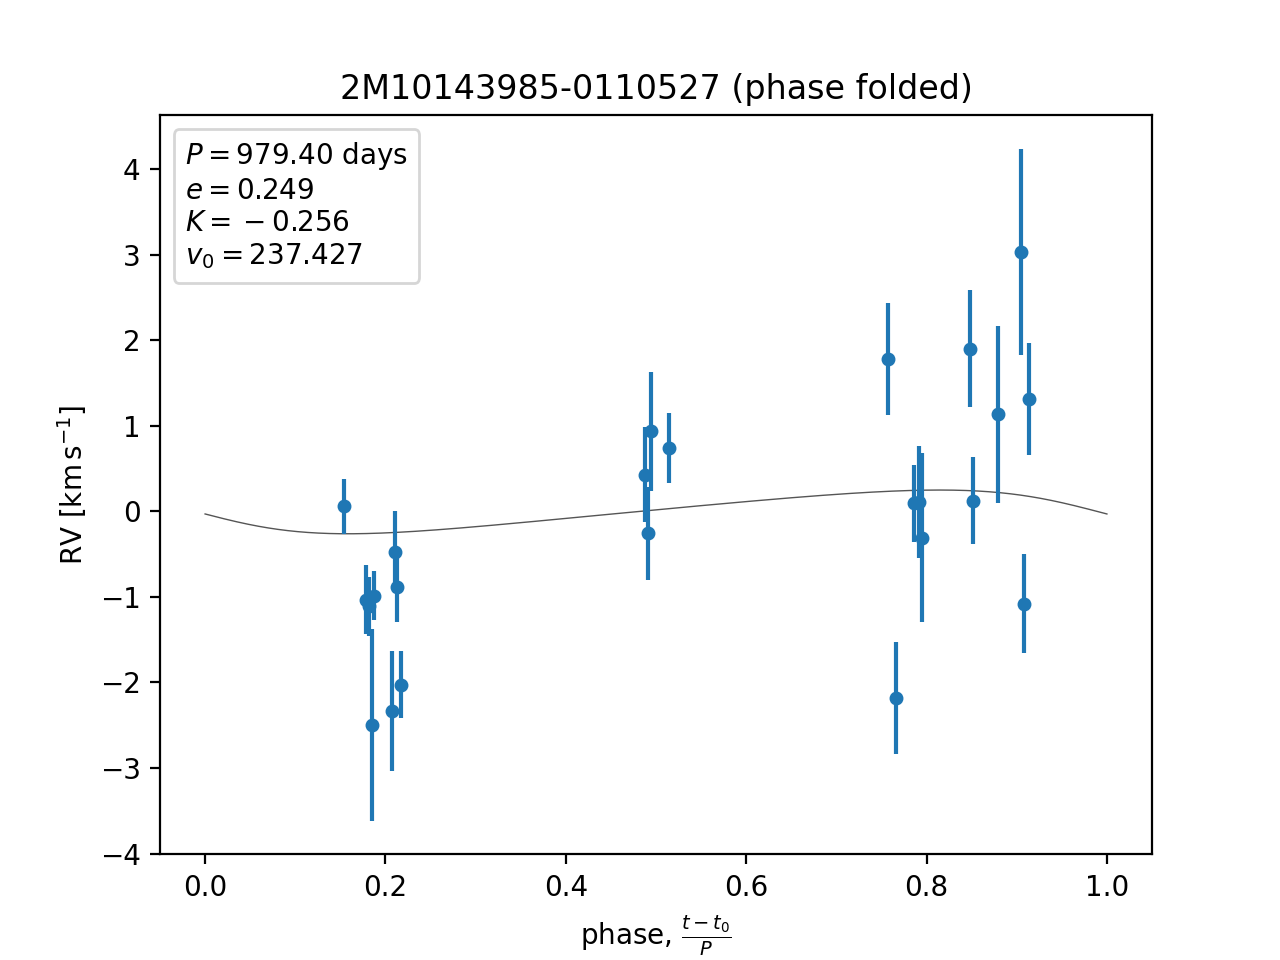 2M10143985-0110527 (phase folded)
P = 979.40 days
e = 0.249
K = −0.256
v₀ = 237.427
4
3
2
1
0
−1
−2
−3
−4
RV [km s⁻¹]
0.0 0.2 0.4 0.6 0.8 1.0
phase, (t − t₀)/P